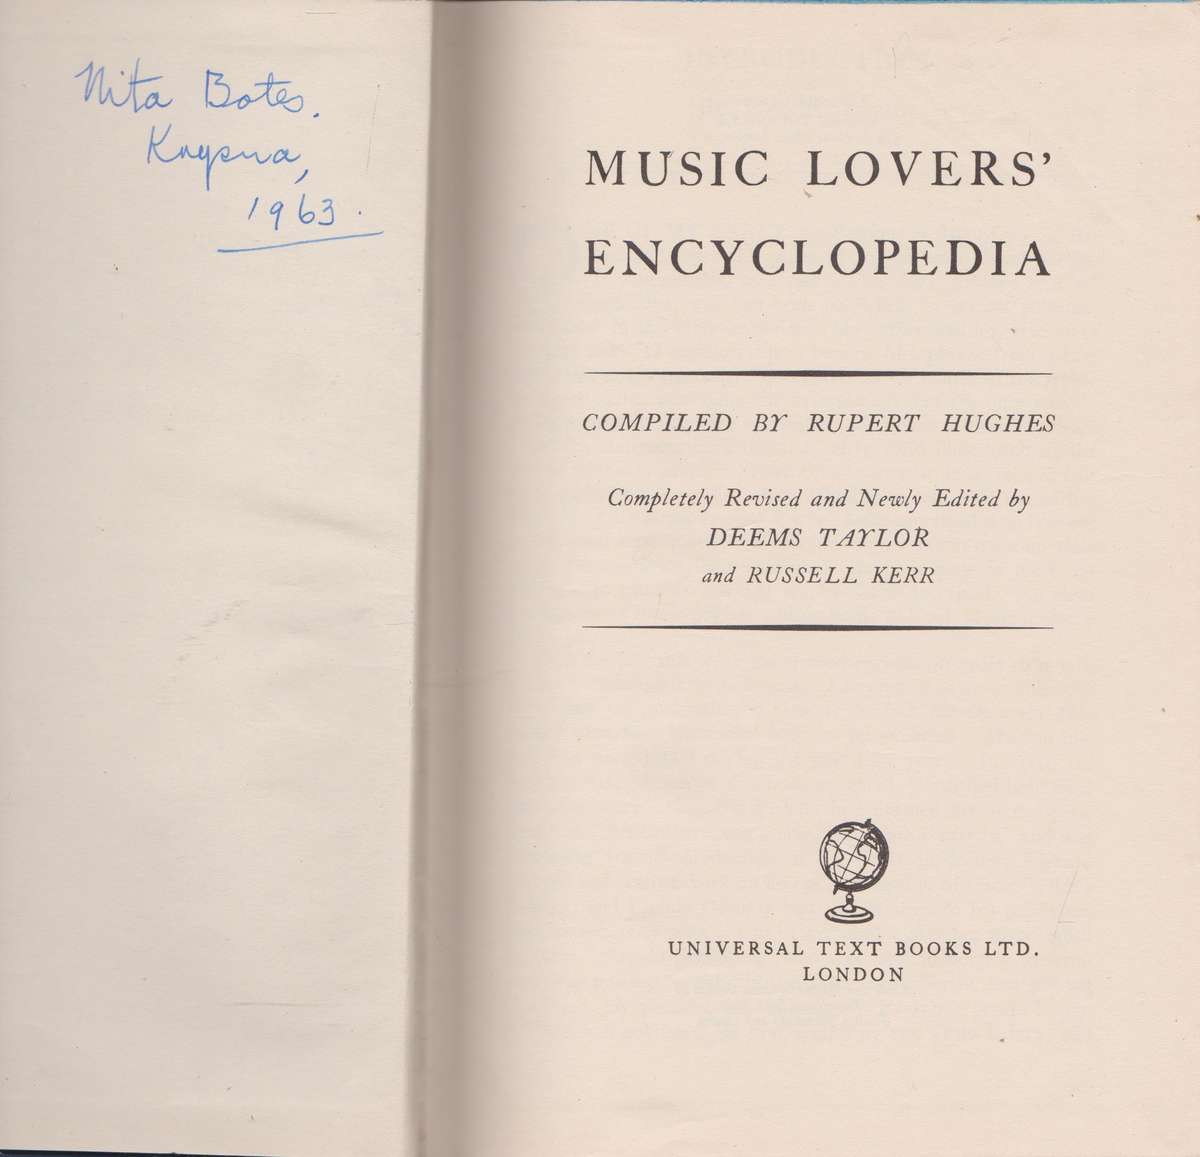 Nita Botes.
Knysna,
1963.
MUSIC LOVERS'
ENCYCLOPEDIA
COMPILED BY RUPERT HUGHES
Completely Revised and Newly Edited by
DEEMS TAYLOR
and RUSSELL KERR
UNIVERSAL TEXT BOOKS LTD.
LONDON